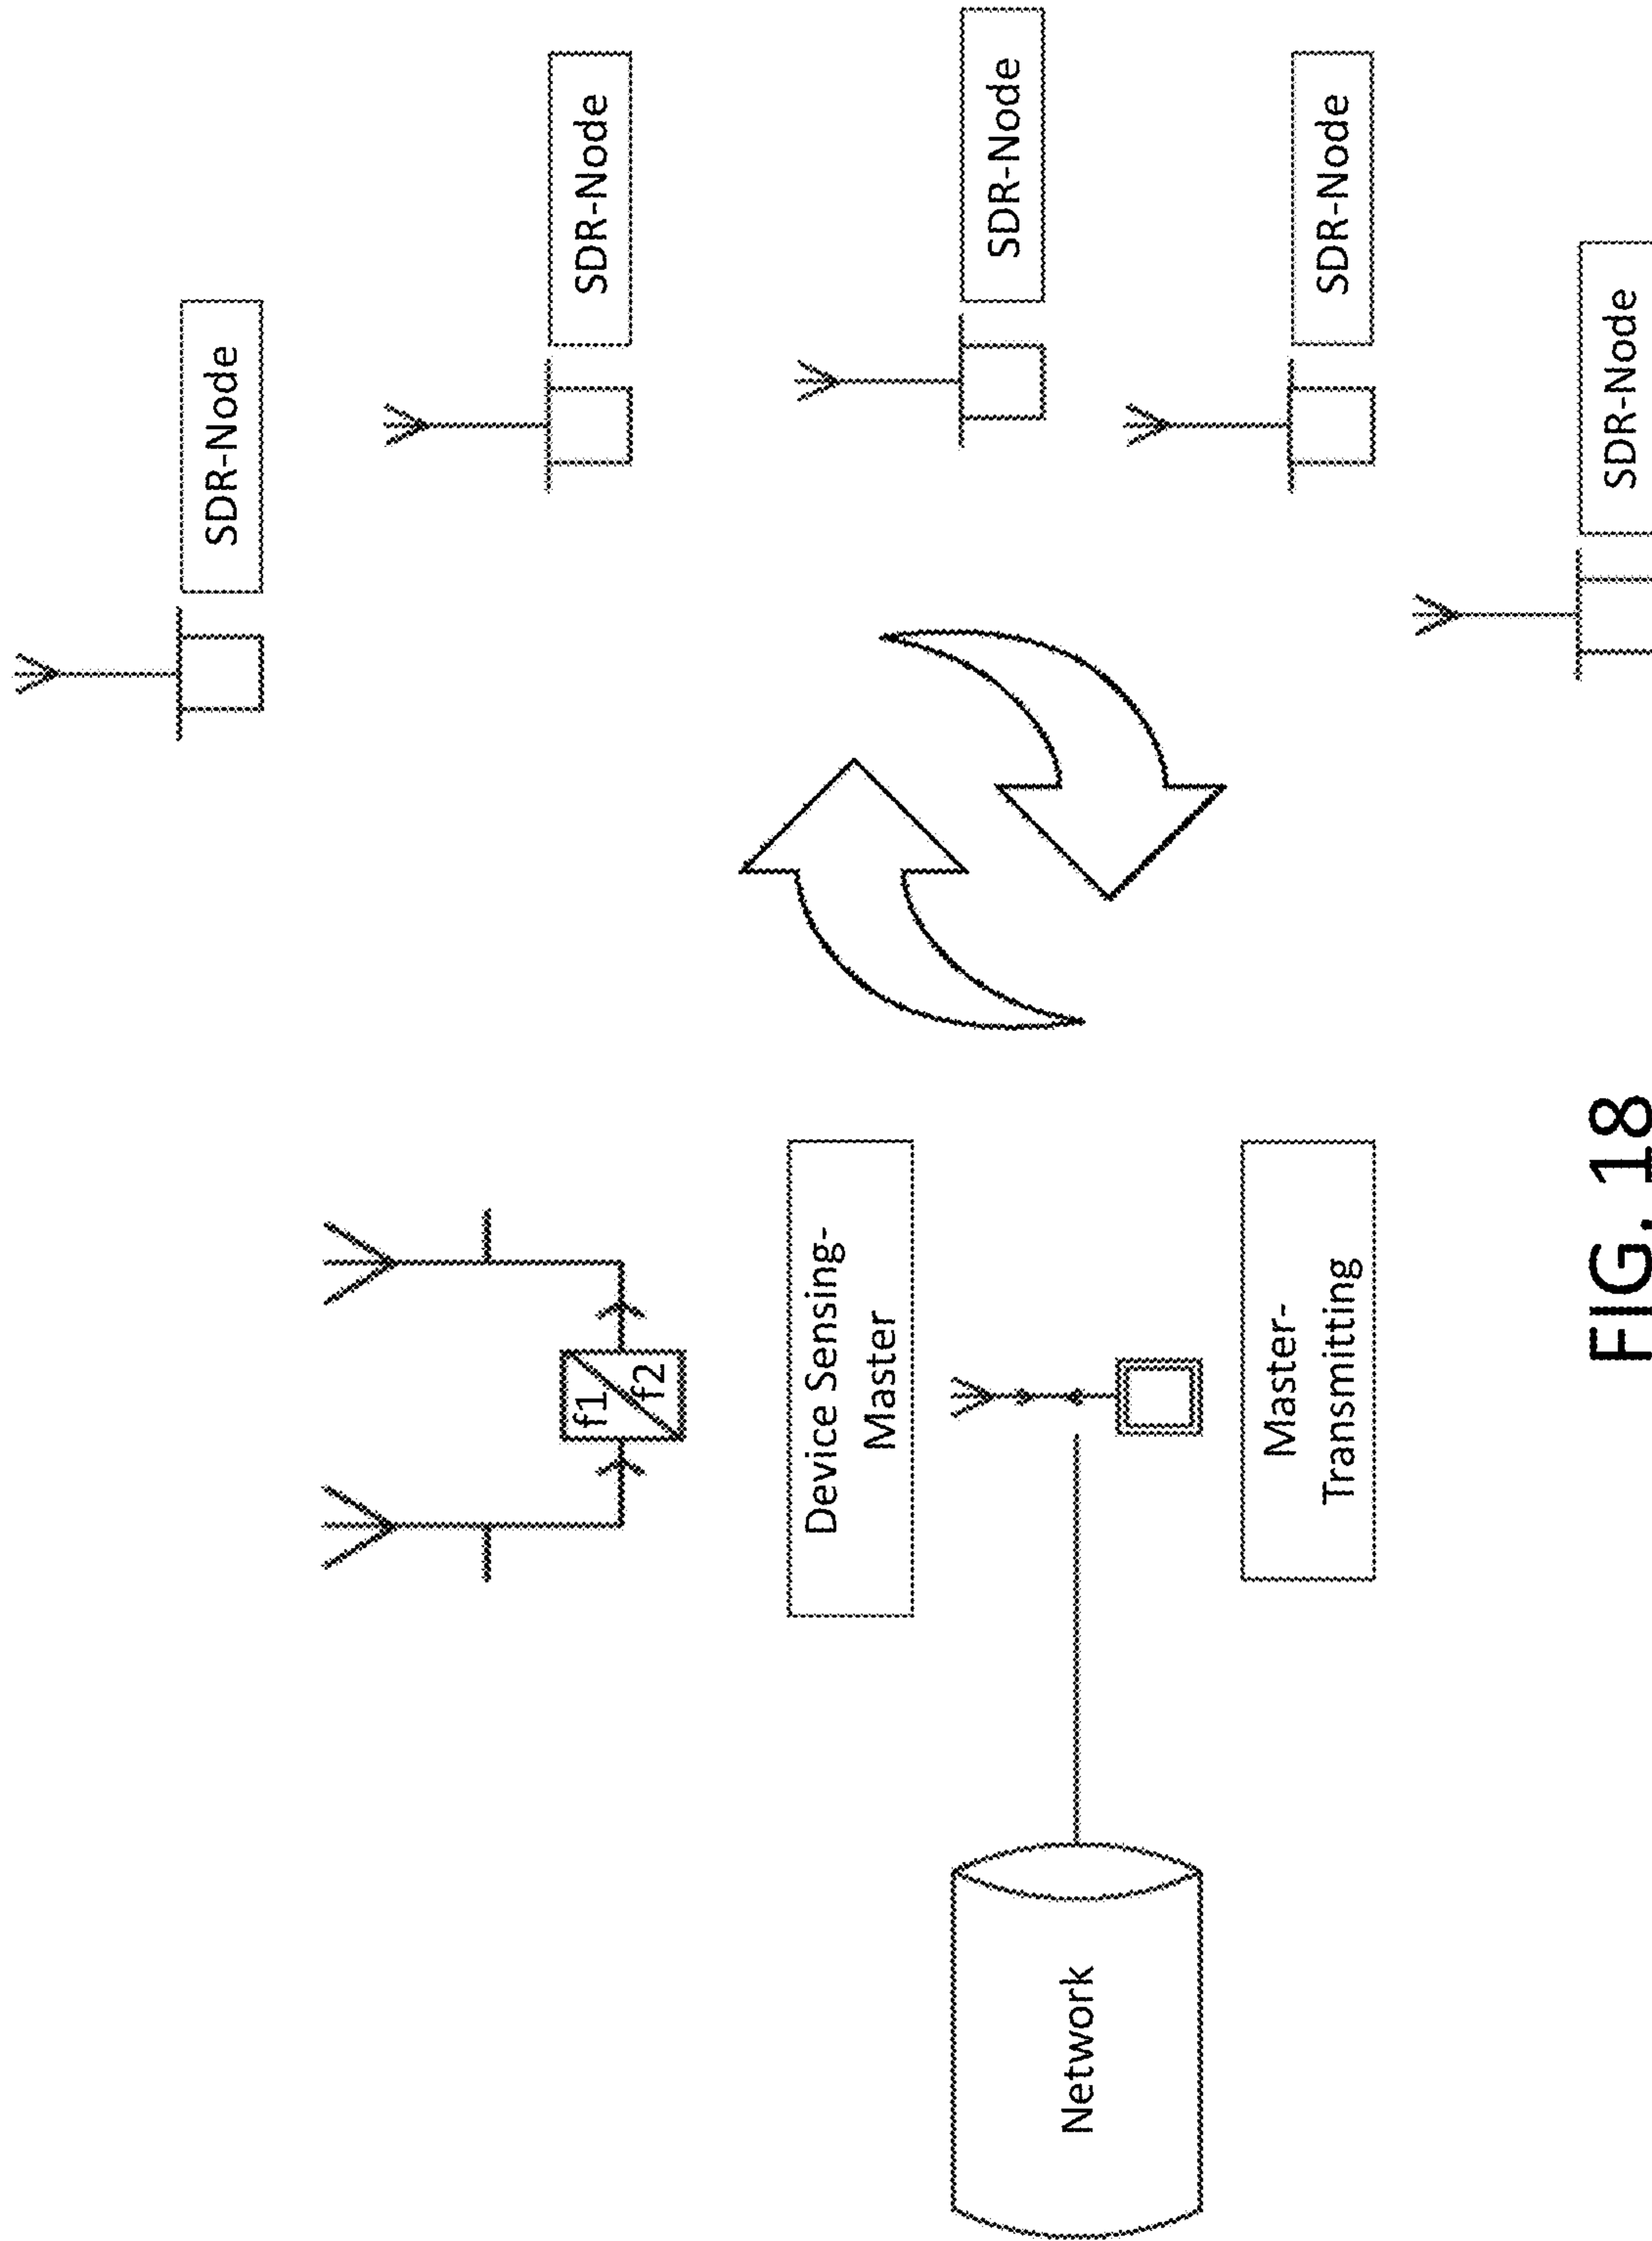 SDR-Node
f1
f2
SDR-Node
Device Sensing-
Master
SDR-Node
Network
Master-
Transmitting
SDR-Node
SDR-Node
FIG. 18